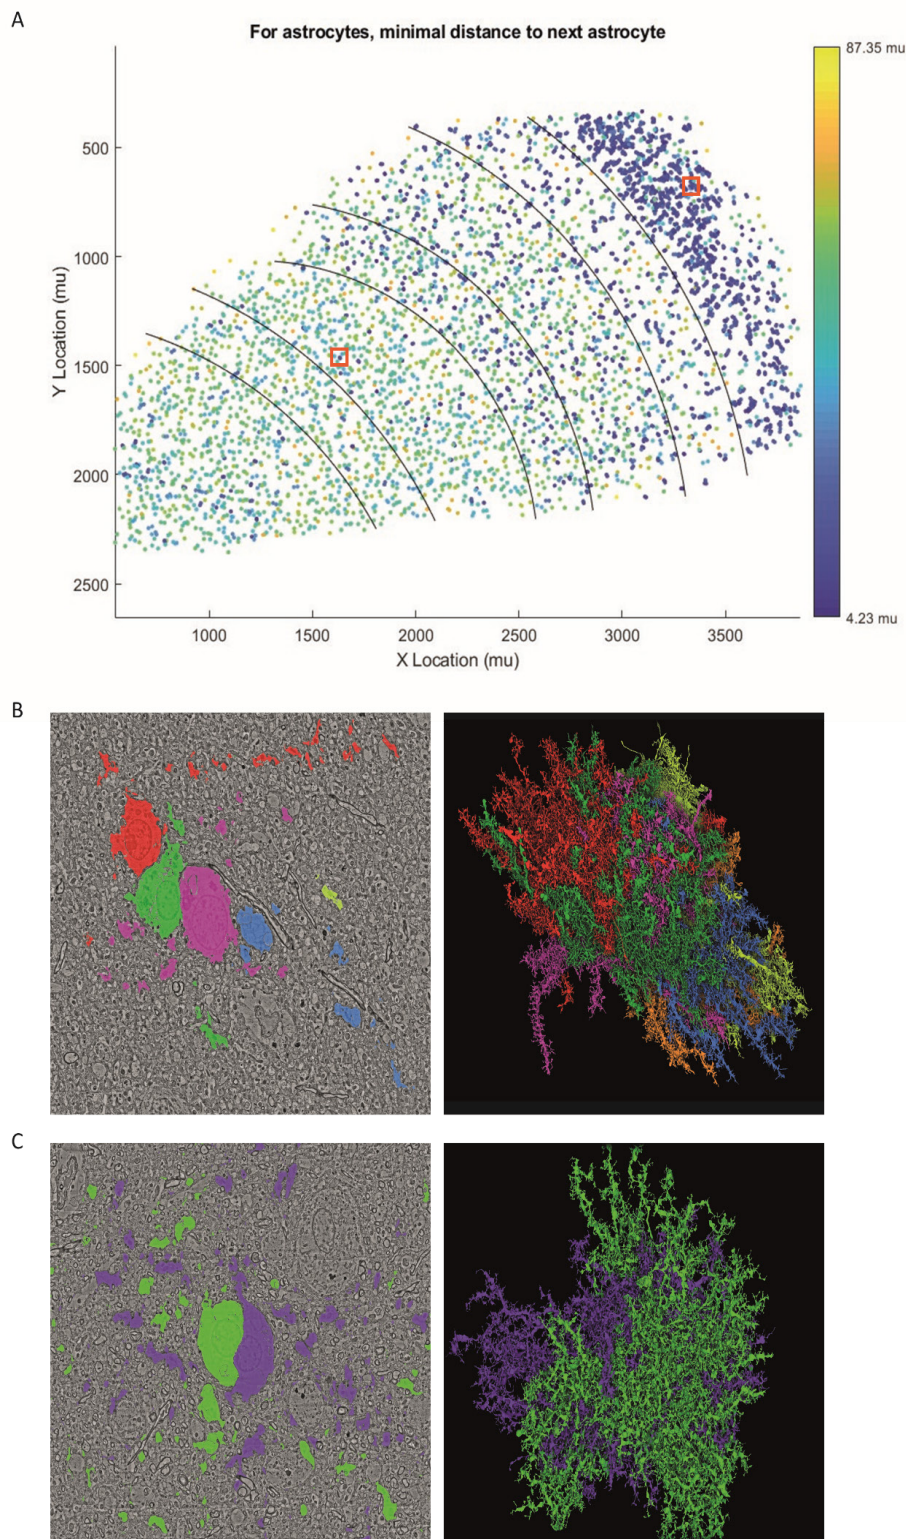 A
For astrocytes, minimal distance to next astrocyte
87.35 mu
500
1000
1500
2000
2500
Y Location (mu)
4.23 mu
1000 1500 2000 2500 3000 3500
X Location (mu)
B
C